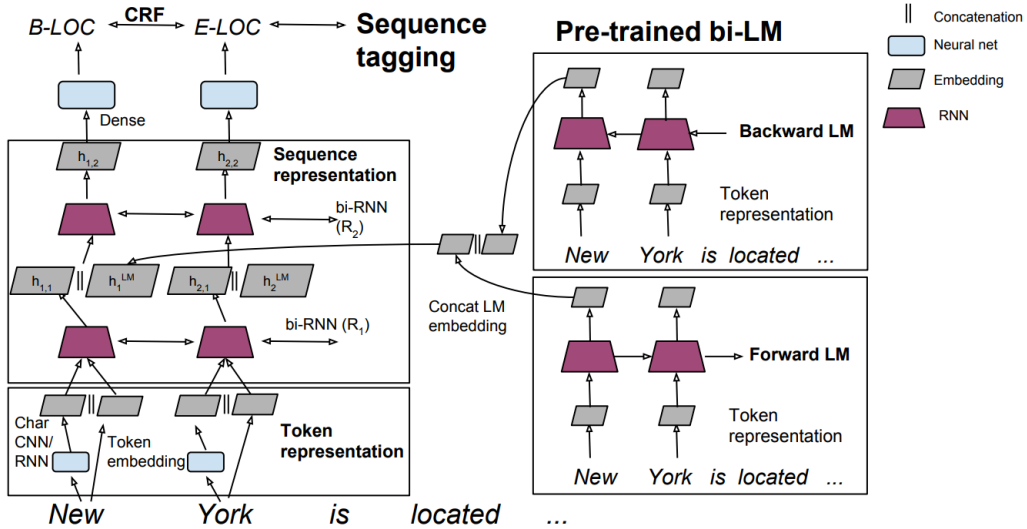 B-LOC CRF E-LOC Sequence
tagging
Pre-trained bi-LM
|| Concatenation
Neural net
Embedding
RNN
Dense
h1,2
h2,2
Sequence
representation
bi-RNN
(R2)
h1,1 || h1LM
h2,1 || h2LM
bi-RNN (R1)
||
||
Char
CNN/
RNN
Token
embedding
Token
representation
New York is located ...
||
Concat LM
embedding
Backward LM
Token
representation
New York is located ...
Forward LM
Token
representation
New York is located ...